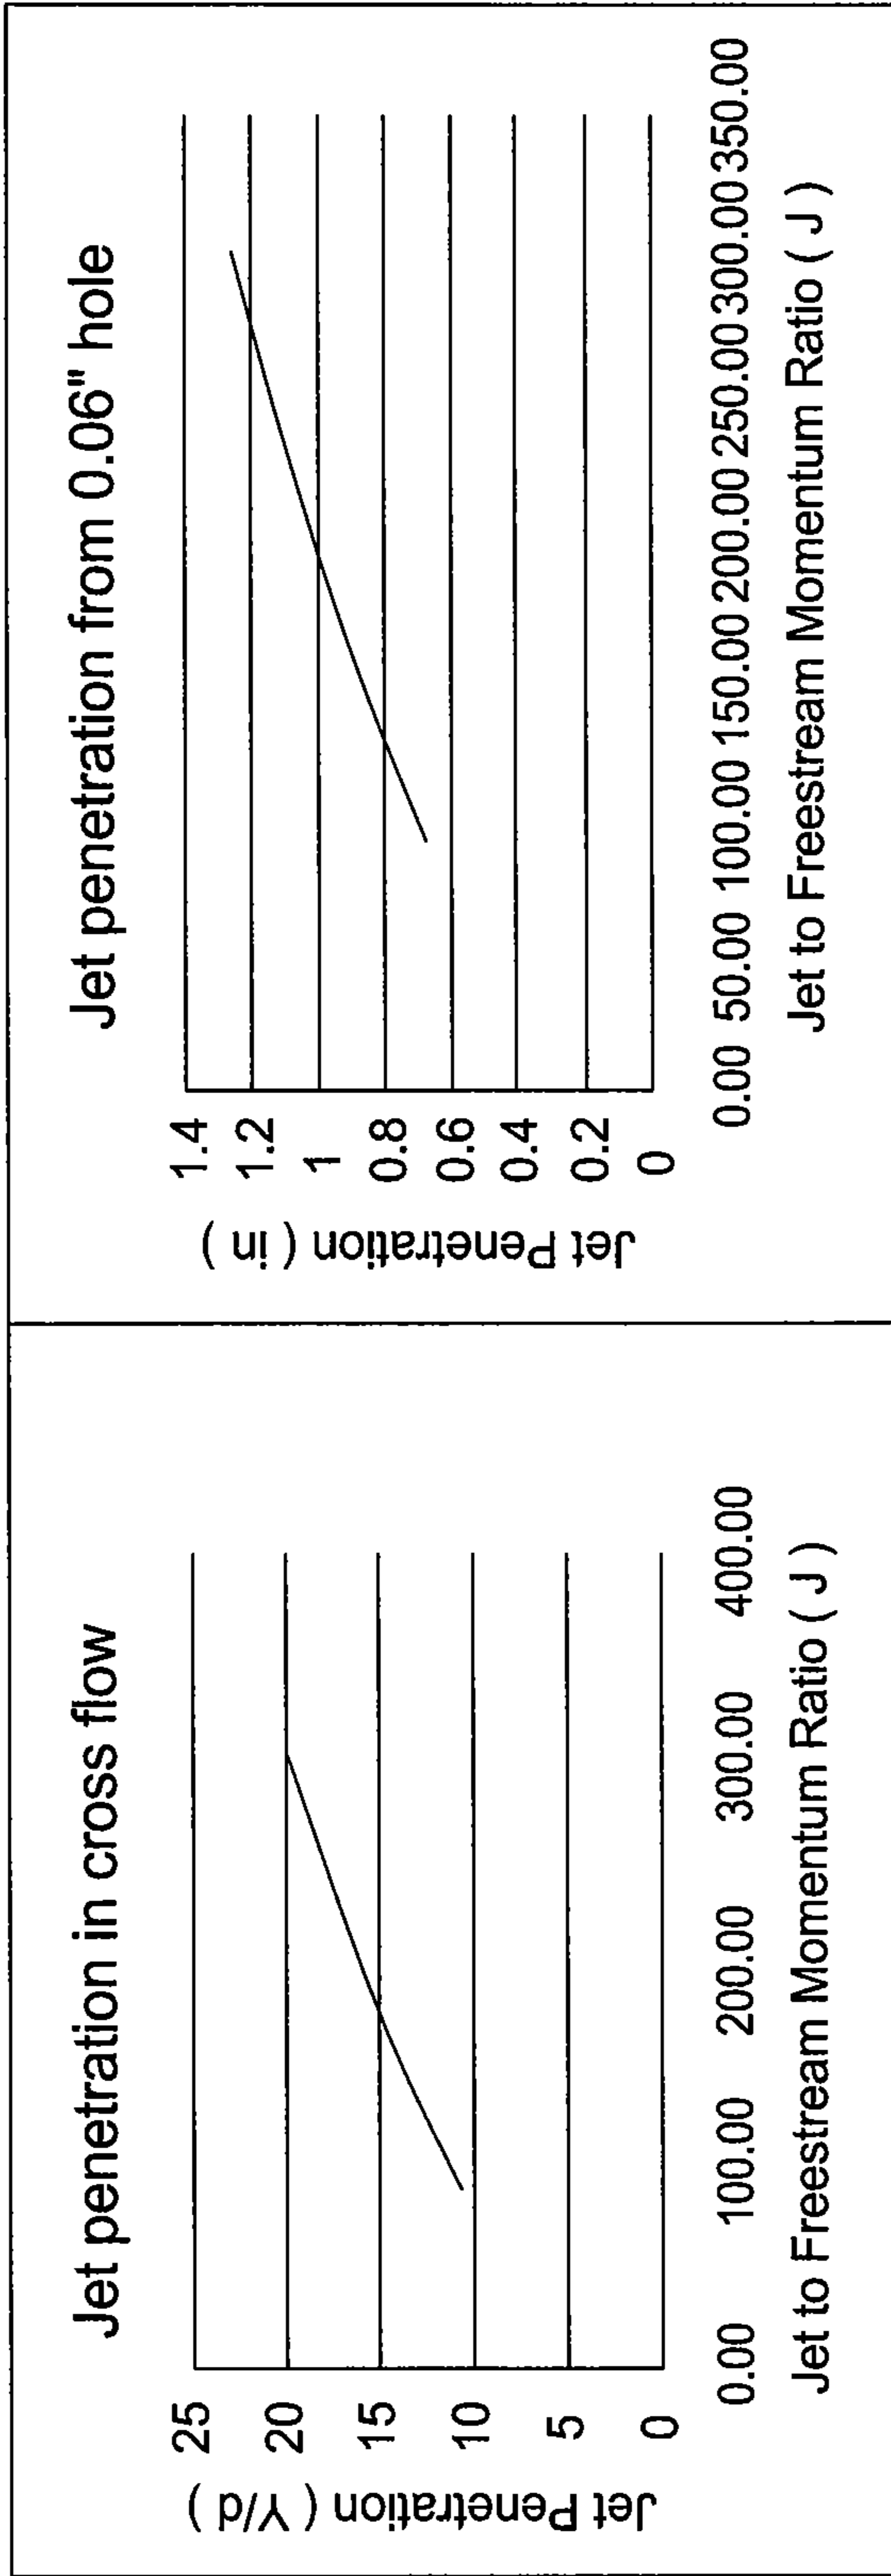 Jet penetration in cross flow
Jet Penetration ( Y/d )
25
20
15
10
5
0
0.00 100.00 200.00 300.00 400.00
Jet to Freestream Momentum Ratio ( J )
Jet penetration from 0.06" hole
Jet Penetration ( in )
1.4
1.2
1
0.8
0.6
0.4
0.2
0
0.00 50.00 100.00 150.00 200.00 250.00 300.00 350.00
Jet to Freestream Momentum Ratio ( J )